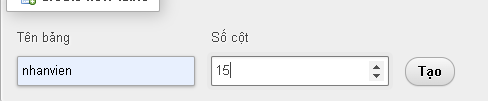 Tên bảng
Số cột
nhanvien
15
Tạo